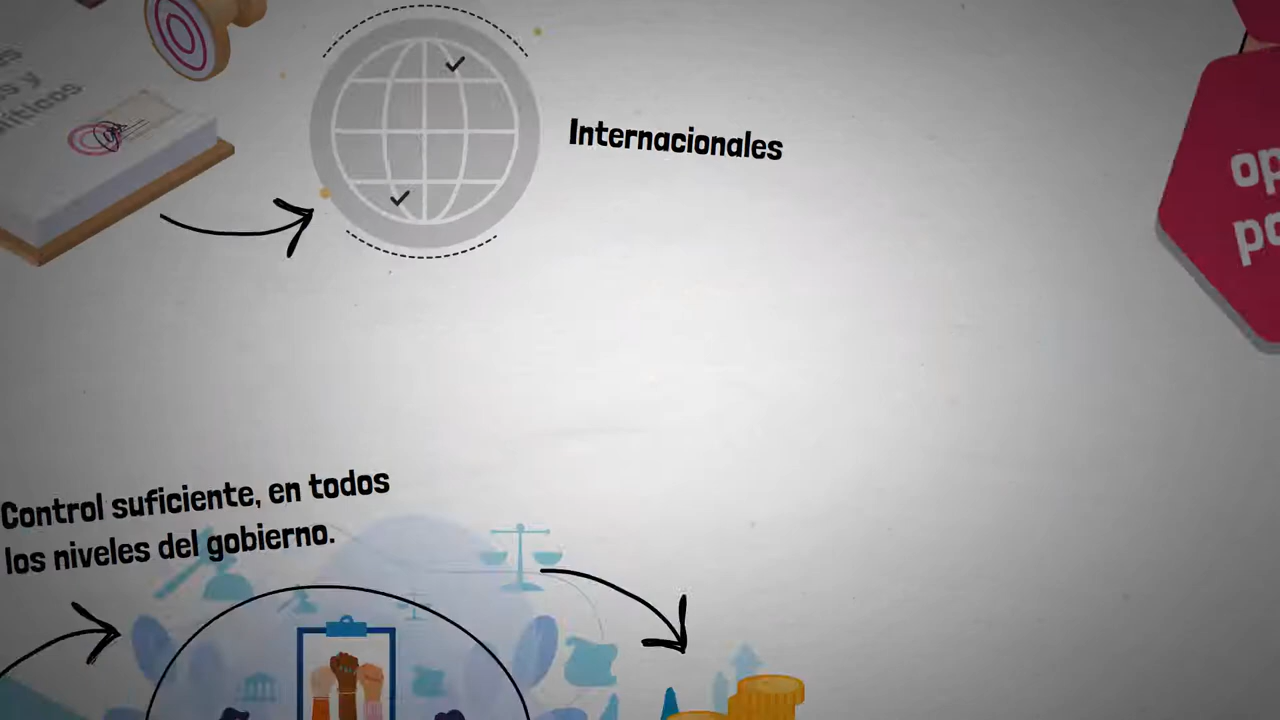 Internacionales
Control suficiente, en todos
los niveles del gobierno.